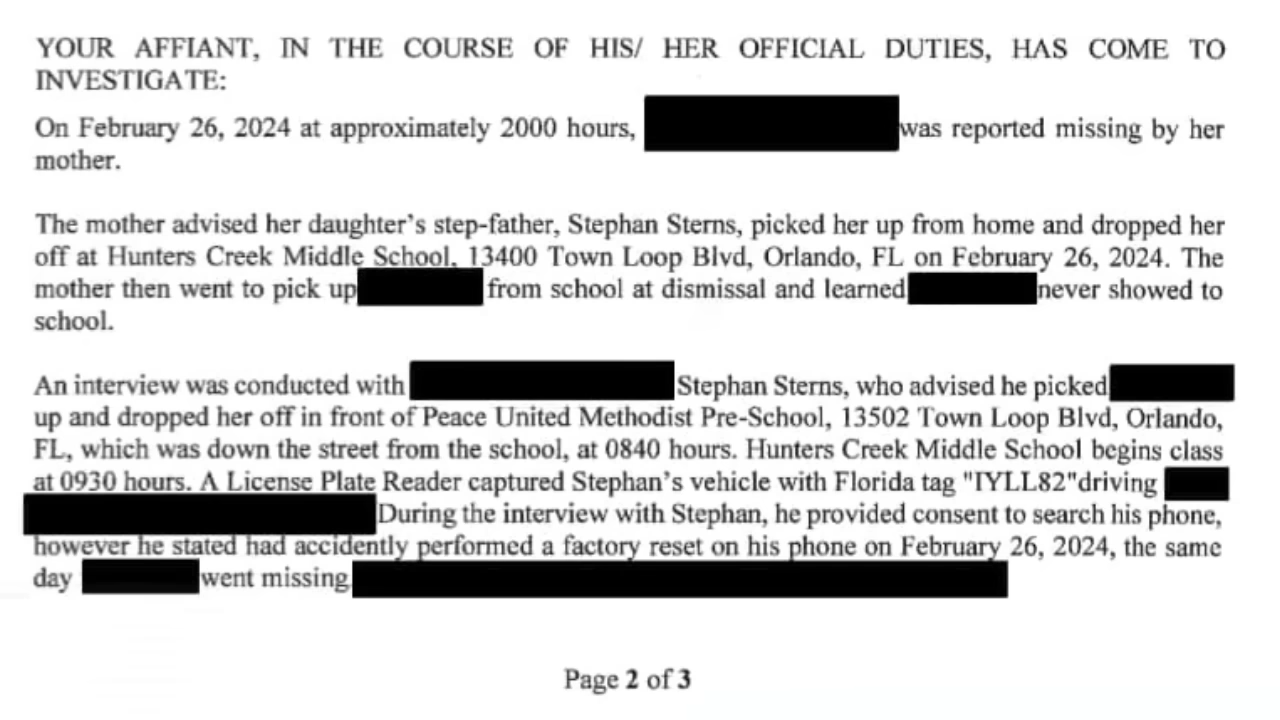 YOUR AFFIANT, IN THE COURSE OF HIS/ HER OFFICIAL DUTIES, HAS COME TO
INVESTIGATE:
On February 26, 2024 at approximately 2000 hours, was reported missing by her
mother.
The mother advised her daughter's step-father, Stephan Sterns, picked her up from home and dropped her
off at Hunters Creek Middle School, 13400 Town Loop Blvd, Orlando, FL on February 26, 2024. The
mother then went to pick up from school at dismissal and learned never showed to
school.
An interview was conducted with Stephan Sterns, who advised he picked
up and dropped her off in front of Peace United Methodist Pre-School, 13502 Town Loop Blvd, Orlando,
FL, which was down the street from the school, at 0840 hours. Hunters Creek Middle School begins class
at 0930 hours. A License Plate Reader captured Stephan's vehicle with Florida tag "IYLL82"driving
During the interview with Stephan, he provided consent to search his phone,
however he stated had accidently performed a factory reset on his phone on February 26, 2024, the same
day went missing
Page 2 of 3